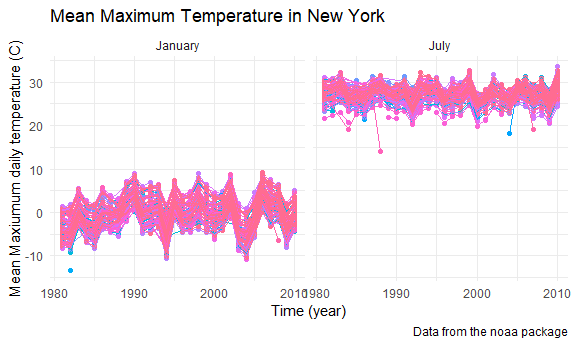 Mean Maximum Temperature in New York
January
July
Mean Maxiumum daily temperature (C)
30
20
10
0
-10
1980
1990
2000
2010
1980
1990
2000
2010
Time (year)
Data from the noaa package